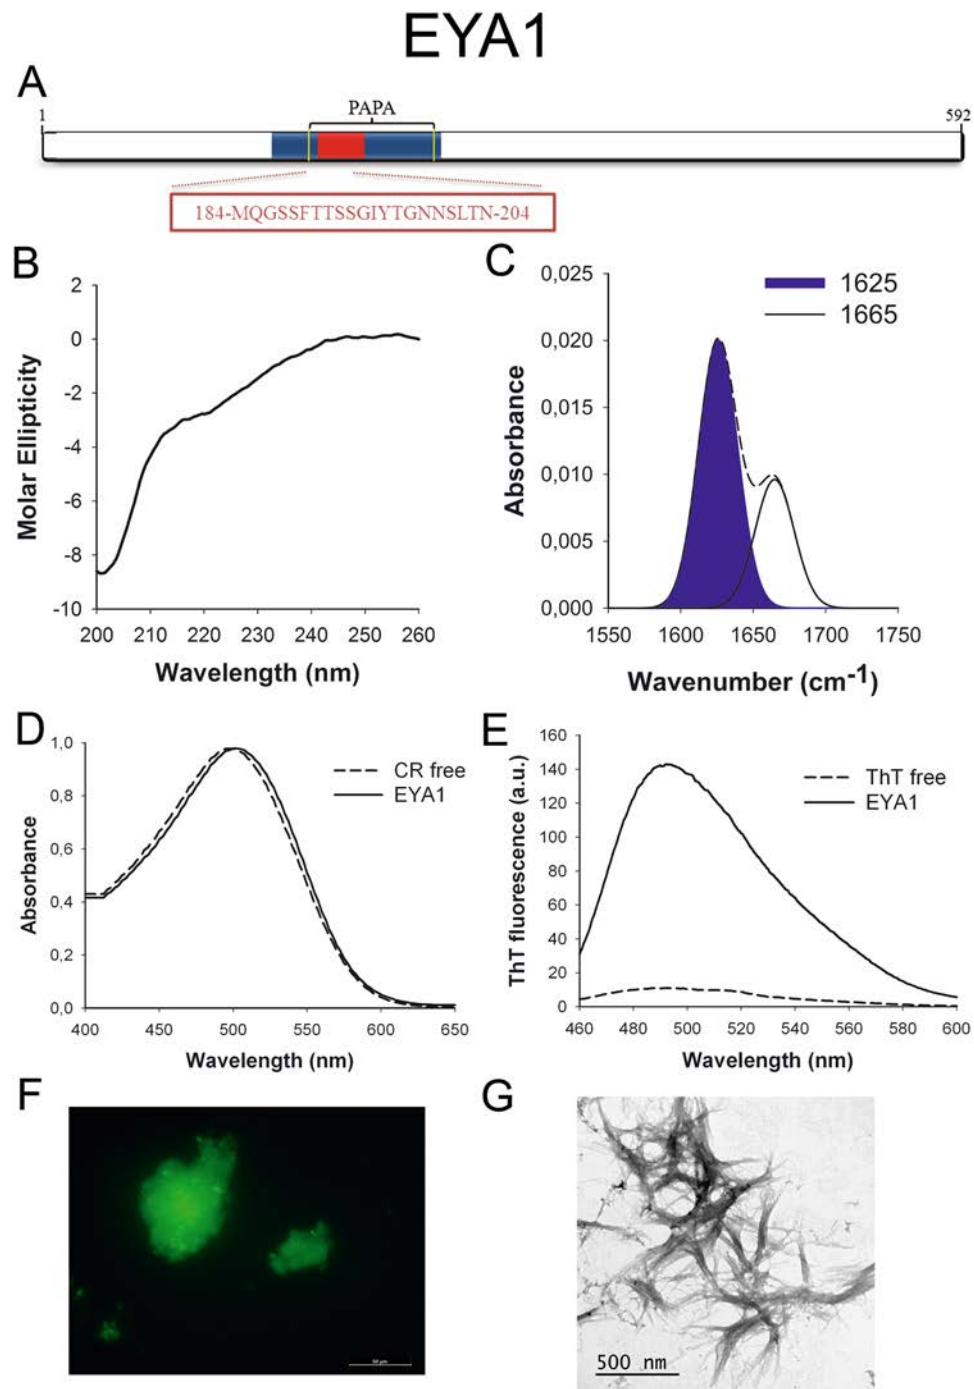 EYA1
A
PAPA
1
592
184-MQGSSFTTSSGIYTGNNSLTN-204
B
2
0
-2
-4
-6
-8
-10
200 210 220 230 240 250 260
Molar Ellipticity
Wavelength (nm)
C
0,025
0,020
0,015
0,010
0,005
0,000
1550 1600 1650 1700 1750
1625
1665
Absorbance
Wavenumber (cm-1)
D
1,0
0,8
0,6
0,4
0,2
0,0
400 450 500 550 600 650
CR free
EYA1
Absorbance
Wavelength (nm)
E
160
140
120
100
80
60
40
20
0
460 480 500 520 540 560 580 600
ThT free
EYA1
ThT fluorescence (a.u.)
Wavelength (nm)
F
G
500 nm